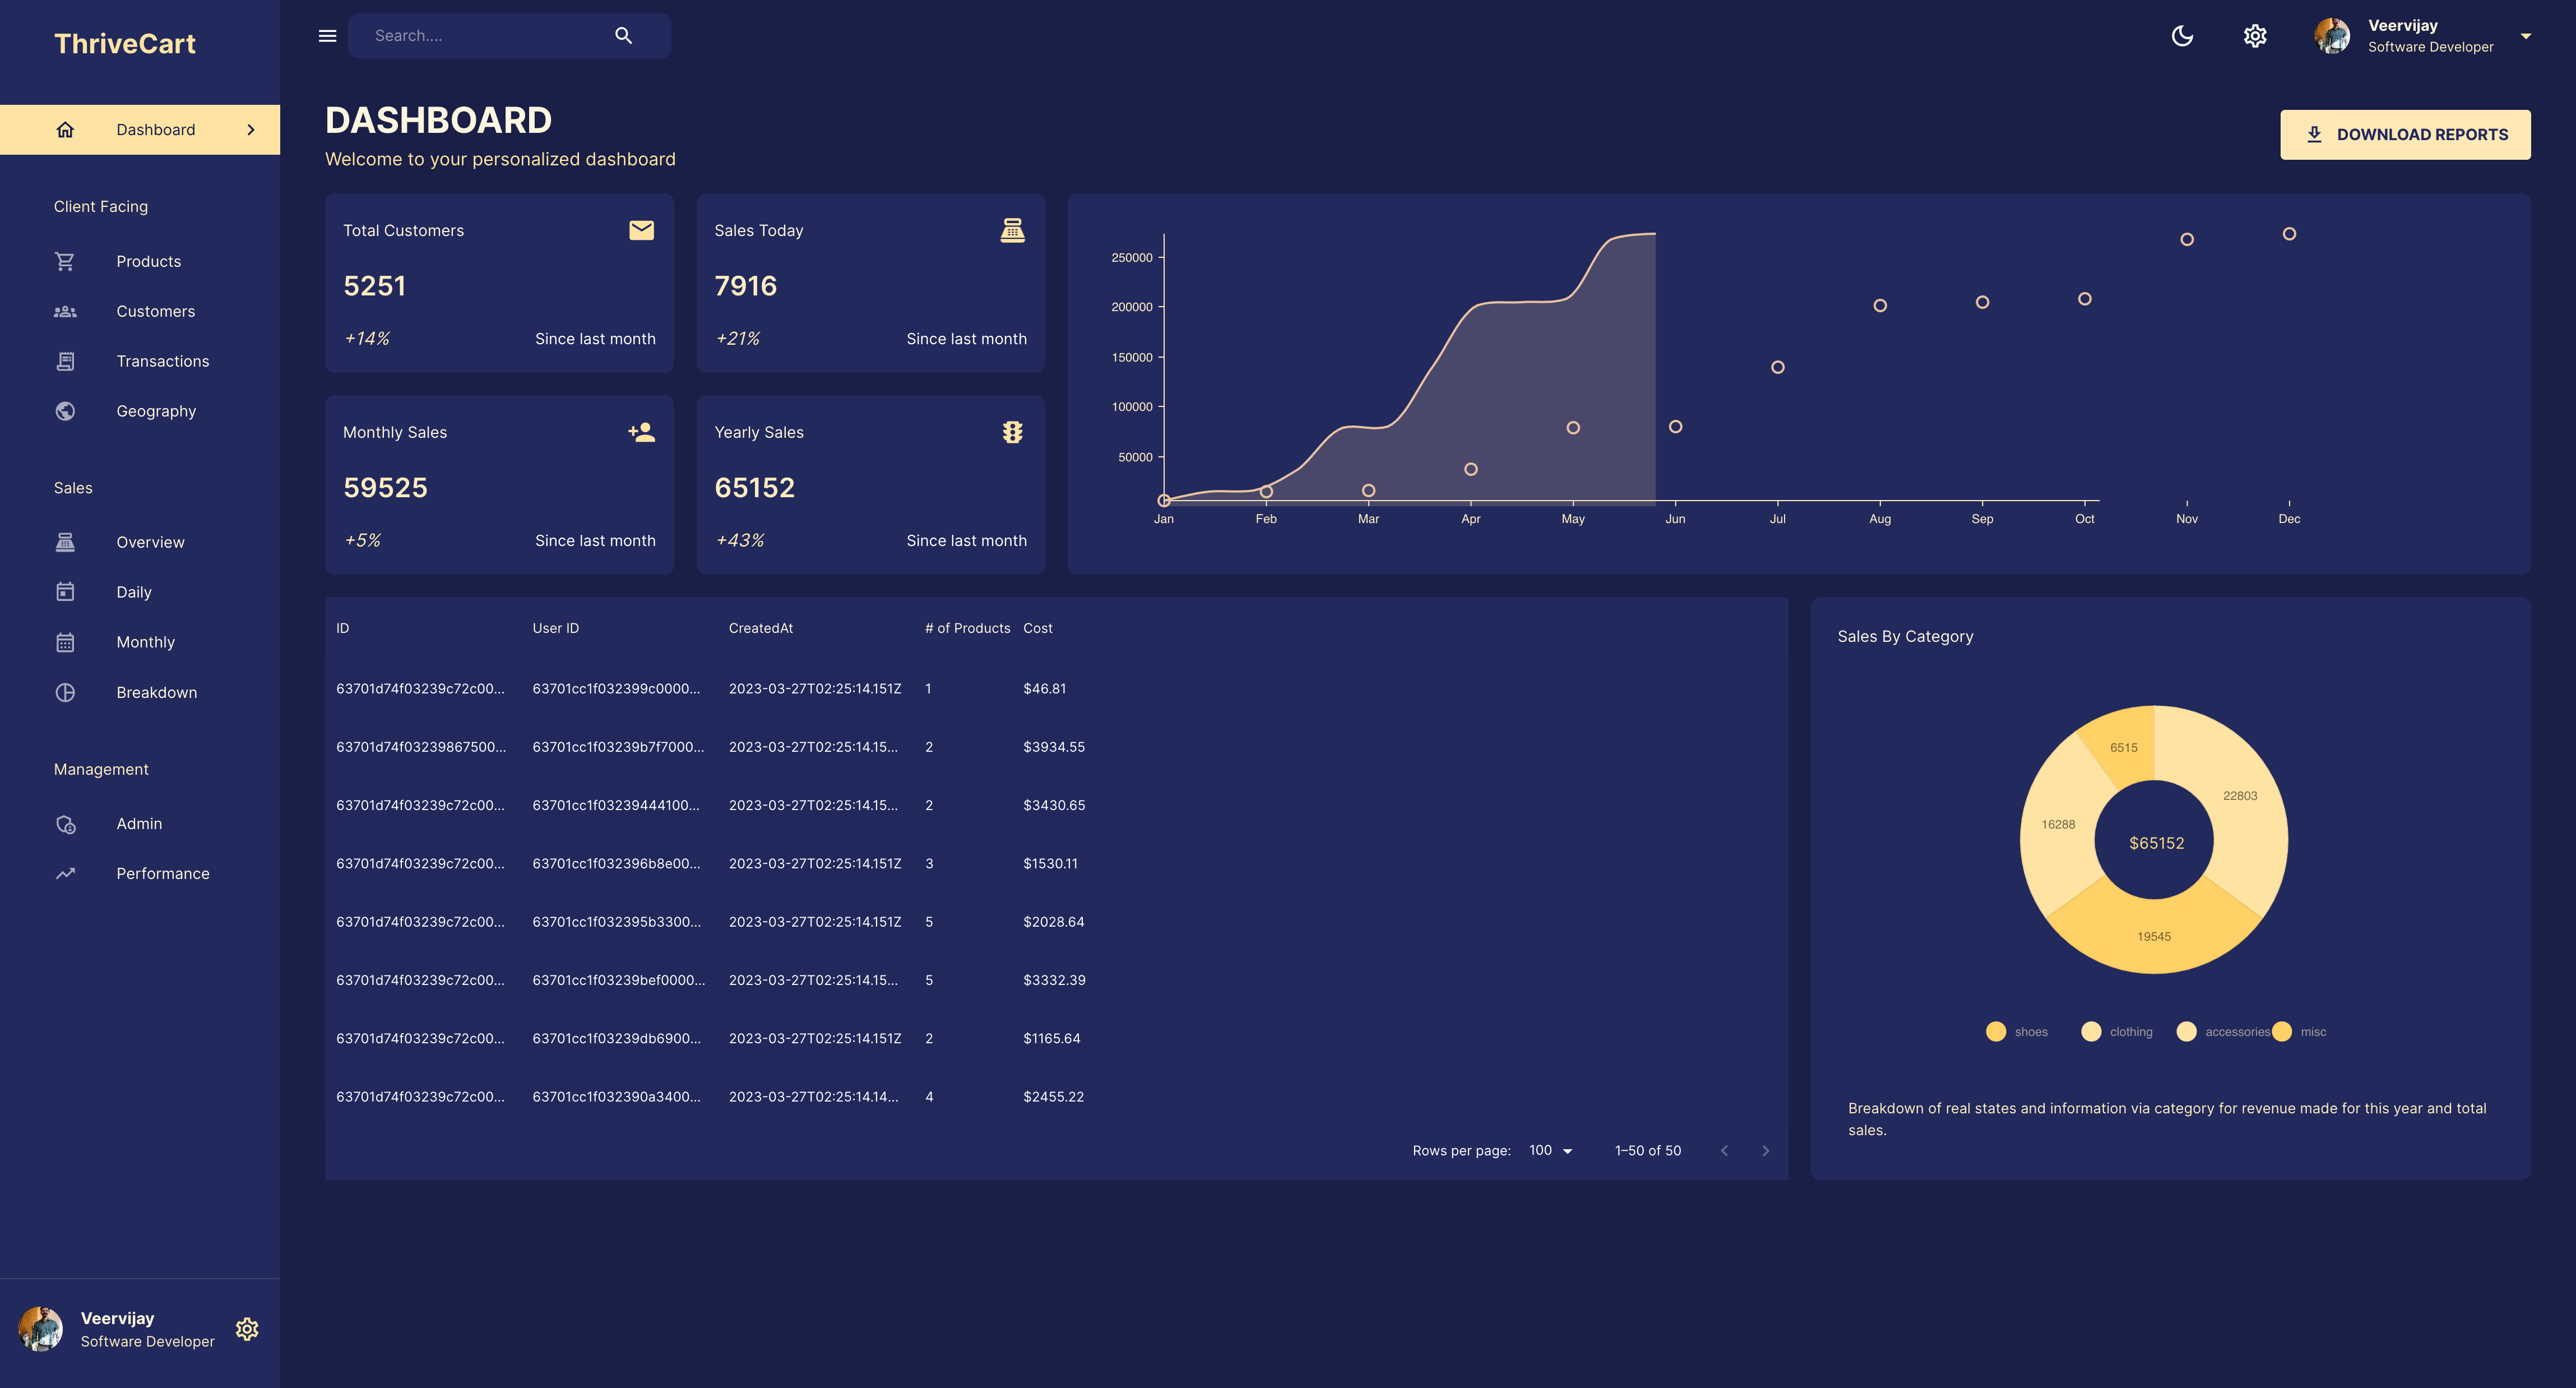 ThriveCart
Dashboard
Client Facing
Products
Customers
Transactions
Geography
Sales
Overview
Daily
Monthly
Breakdown
Management
Admin
Performance
Veervijay
Software Developer
Search....
Veervijay
Software Developer
DASHBOARD
Welcome to your personalized dashboard
DOWNLOAD REPORTS
Total Customers
5251
+14% Since last month
Sales Today
7916
+21% Since last month
Monthly Sales
59525
+5% Since last month
Yearly Sales
65152
+43% Since last month
250000
200000
150000
100000
50000
Jan Feb Mar Apr May Jun Jul Aug Sep Oct Nov Dec
ID User ID CreatedAt # of Products Cost
63701d74f03239c72c00... 63701cc1f032399c0000... 2023-03-27T02:25:14.151Z 1 $46.81
63701d74f03239867500... 63701cc1f03239b7f7000... 2023-03-27T02:25:14.15... 2 $3934.55
63701d74f03239c72c00... 63701cc1f03239444100... 2023-03-27T02:25:14.15... 2 $3430.65
63701d74f03239c72c00... 63701cc1f032396b8e00... 2023-03-27T02:25:14.151Z 3 $1530.11
63701d74f03239c72c00... 63701cc1f032395b3300... 2023-03-27T02:25:14.151Z 5 $2028.64
63701d74f03239c72c00... 63701cc1f03239bef0000... 2023-03-27T02:25:14.15... 5 $3332.39
63701d74f03239c72c00... 63701cc1f03239db6900... 2023-03-27T02:25:14.151Z 2 $1165.64
63701d74f03239c72c00... 63701cc1f032390a3400... 2023-03-27T02:25:14.14... 4 $2455.22
Rows per page: 100 1–50 of 50
Sales By Category
6515
22803
16288
$65152
19545
shoes clothing accessories misc
Breakdown of real states and information via category for revenue made for this year and total
sales.